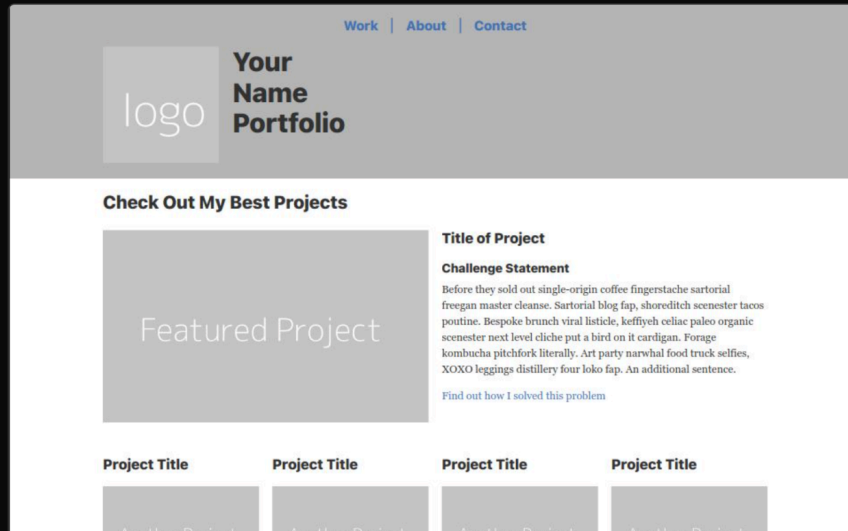 Work | About | Contact
logo
Your
Name
Portfolio
Check Out My Best Projects
Featured Project
Title of Project
Challenge Statement
Before they sold out single-origin coffee fingerstache sartorial
freegan master cleanse. Sartorial blog fap, shoreditch scenester tacos
poutine. Bespoke brunch viral listicle, keffiyeh celiac paleo organic
scenester next level cliche put a bird on it cardigan. Forage
kombucha pitchfork literally. Art party narwhal food truck selfies,
XOXO leggings distillery four loko fap. An additional sentence.
Find out how I solved this problem
Project Title
Project Title
Project Title
Project Title